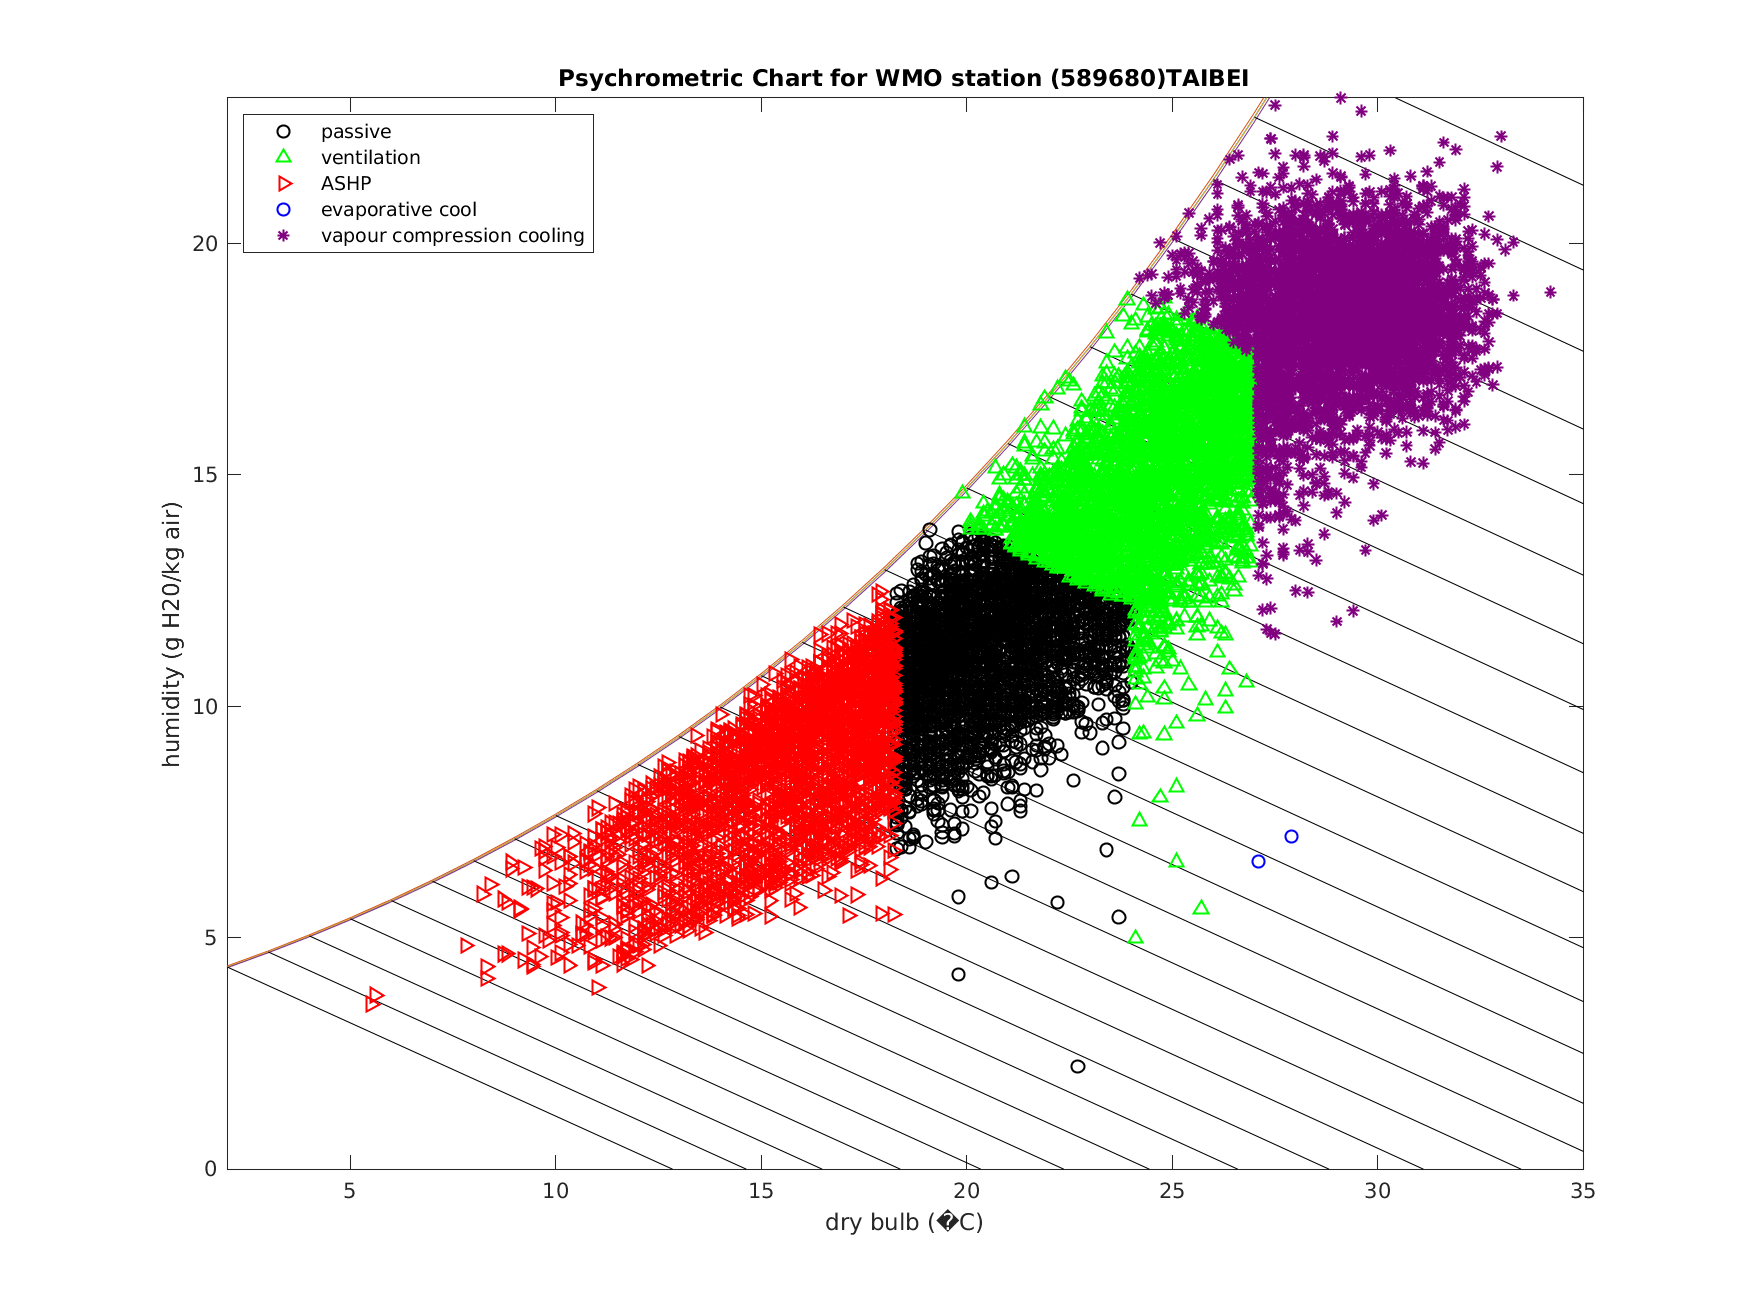 Psychrometric Chart for WMO station (589680)TAIBEI
passive
ventilation
ASHP
evaporative cool
vapour compression cooling
humidity (g H20/kg air)
20
15
10
5
0
5 10 15 20 25 30 35
dry bulb (�C)